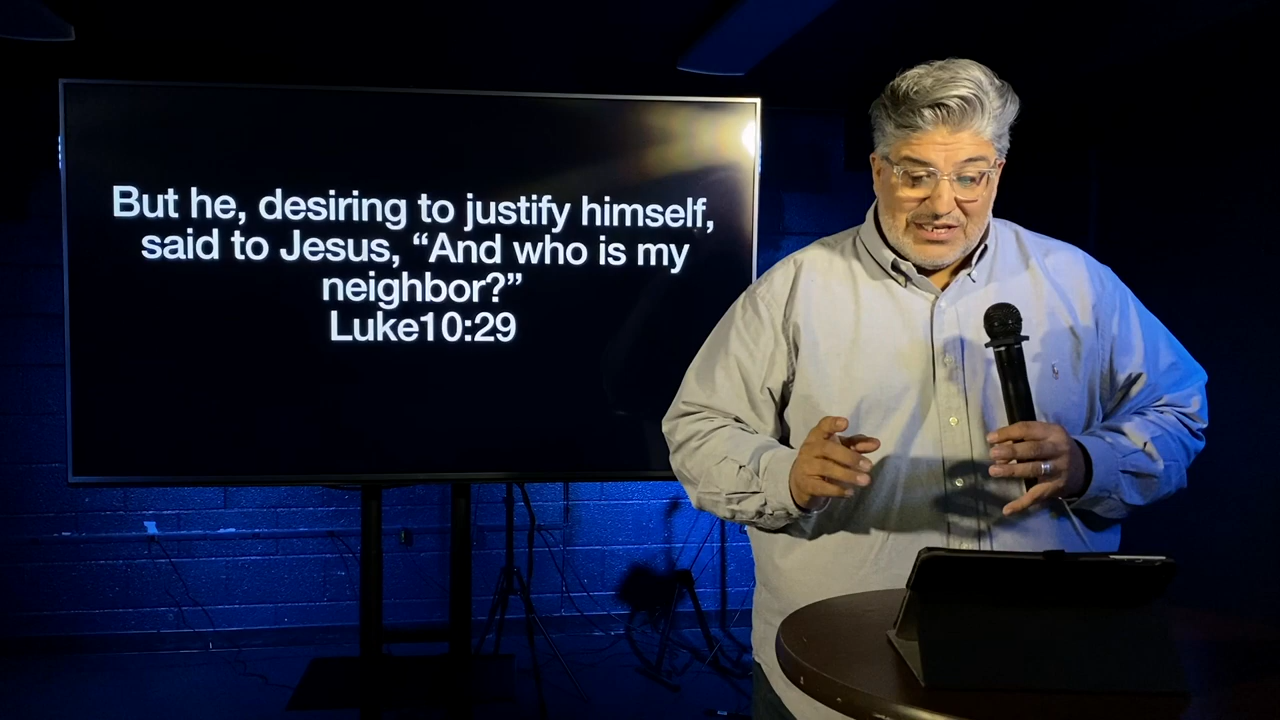 But he, desiring to justify himself,
said to Jesus, “And who is my
neighbor?”
Luke10:29